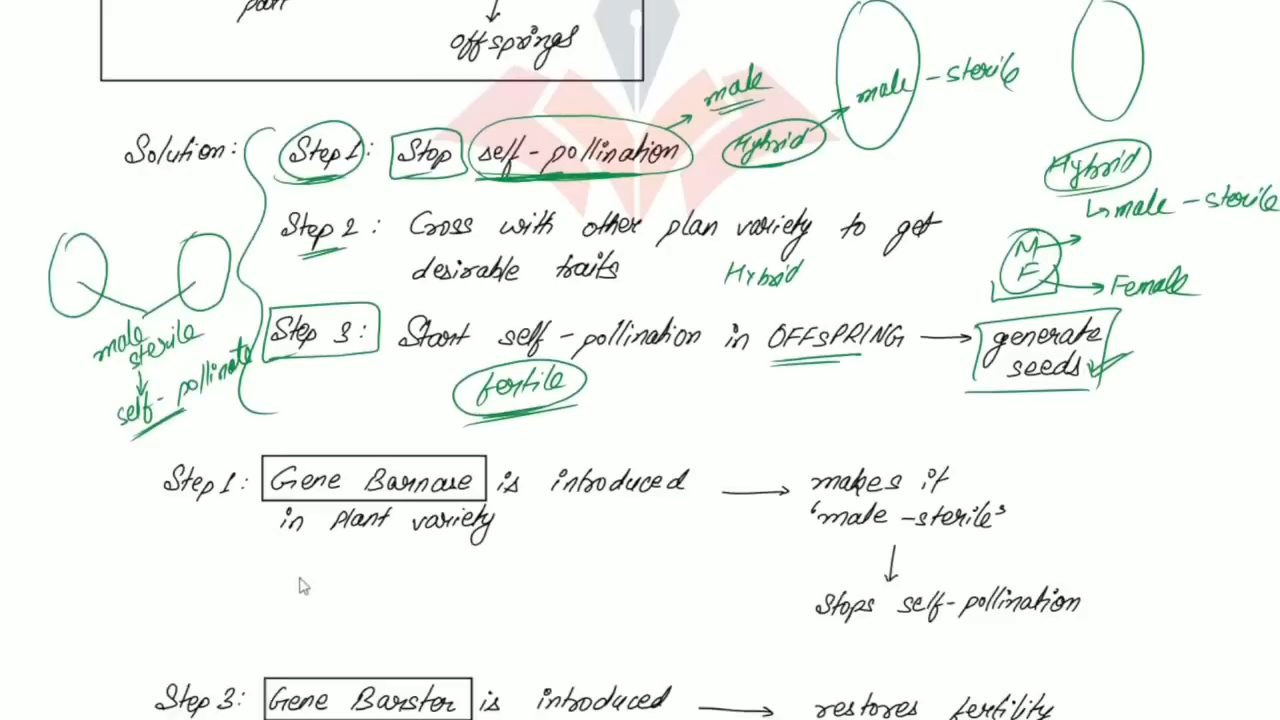 part
offsprings
male
male - sterile
Hybrid
Solution: Step 1: Stop self-pollination
Hybrid
male - sterile
Step 2: Cross with other plan variety to get
desirable traits
Hybrid
M
F
Female
male
sterile
self-pollinate
Step 3: Start self-pollination in OFFSPRING → generate
seeds
fertile
Step 1: Gene Barnase is introduced → makes it
in plant variety
'male -sterile'
Stops self-pollination
Step 3: Gene Barster is introduced → restores fertility